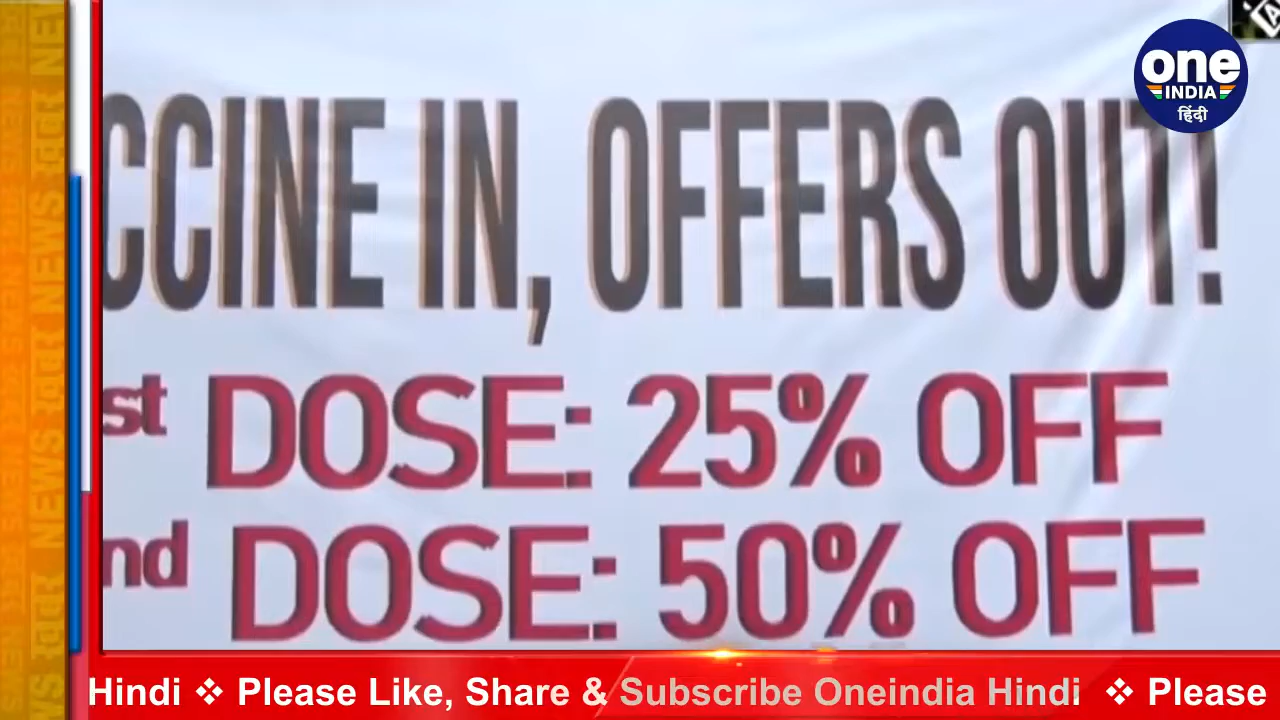 one
INDIA
हिंदी
CCINE IN, OFFERS OUT!
st DOSE: 25% OFF
nd DOSE: 50% OFF
Hindi ❖ Please Like, Share & Subscribe Oneindia Hindi ❖ Please